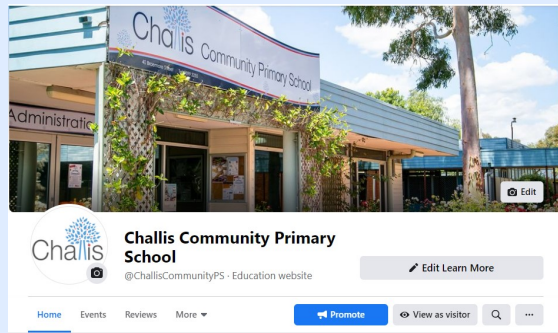 Challis Community Primary School
Administratio
Edit
Challis
Challis Community Primary
School
@ChallisCommunityPS · Education website
Edit Learn More
Home Events Reviews More
Promote View as visitor